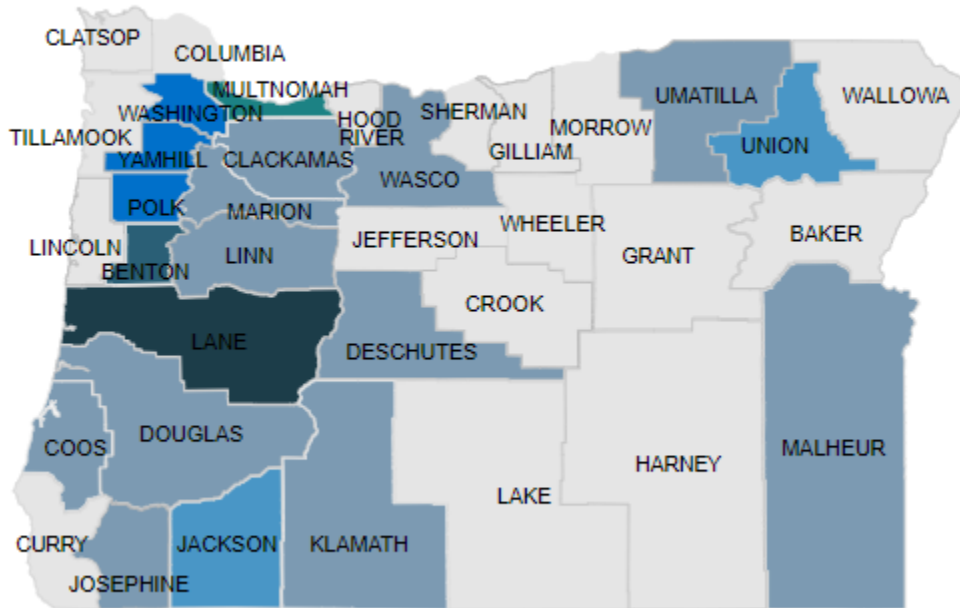 CLATSOP
COLUMBIA
MULTNOMAH
WASHINGTON
TILLAMOOK
YAMHILL
CLACKAMAS
HOOD
RIVER
SHERMAN
GILLIAM
MORROW
UMATILLA
UNION
WALLOWA
WASCO
POLK
MARION
LINCOLN
BENTON
LINN
JEFFERSON
WHEELER
GRANT
BAKER
CROOK
LANE
DESCHUTES
COOS
DOUGLAS
MALHEUR
HARNEY
LAKE
CURRY
JACKSON
KLAMATH
JOSEPHINE